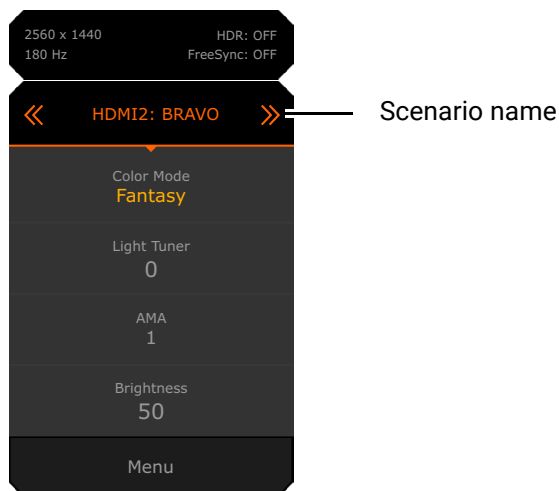 2560 x 1440 HDR: OFF
180 Hz FreeSync: OFF
HDMI2: BRAVO
Scenario name
Color Mode
Fantasy
Light Tuner
0
AMA
1
Brightness
50
Menu